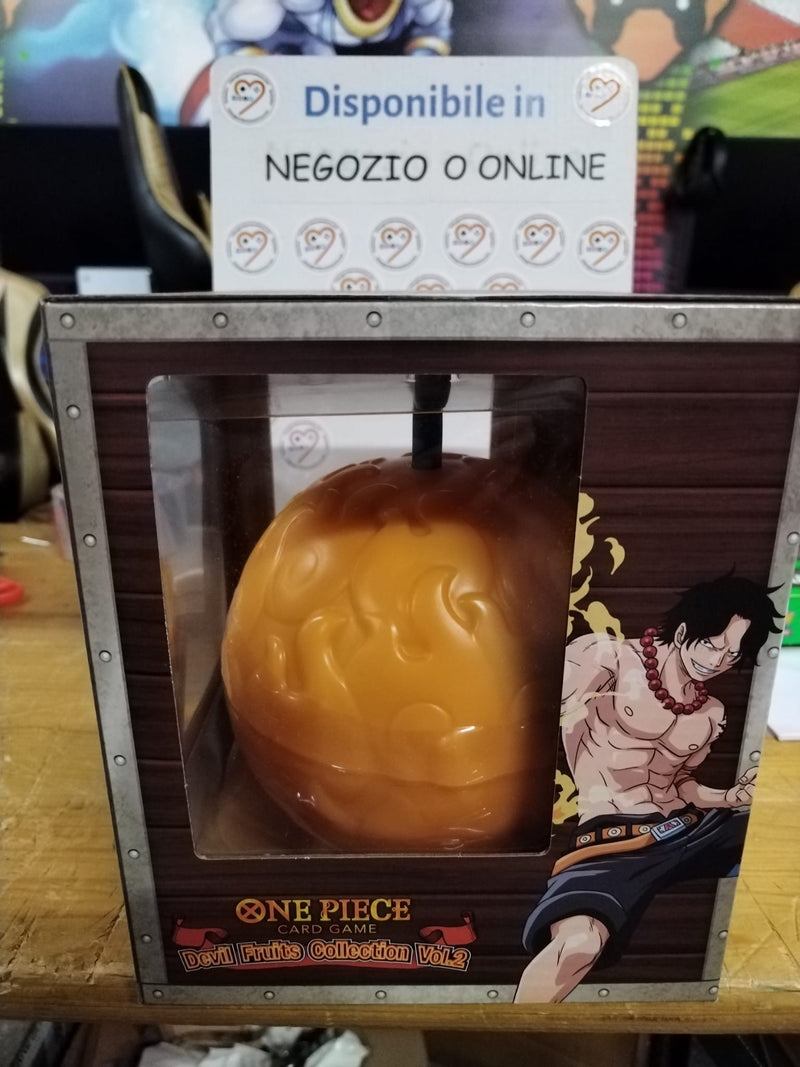 Disponibile in
NEGOZIO O ONLINE
ONE PIECE
CARD GAME
Devil Fruits Collection Vol.2